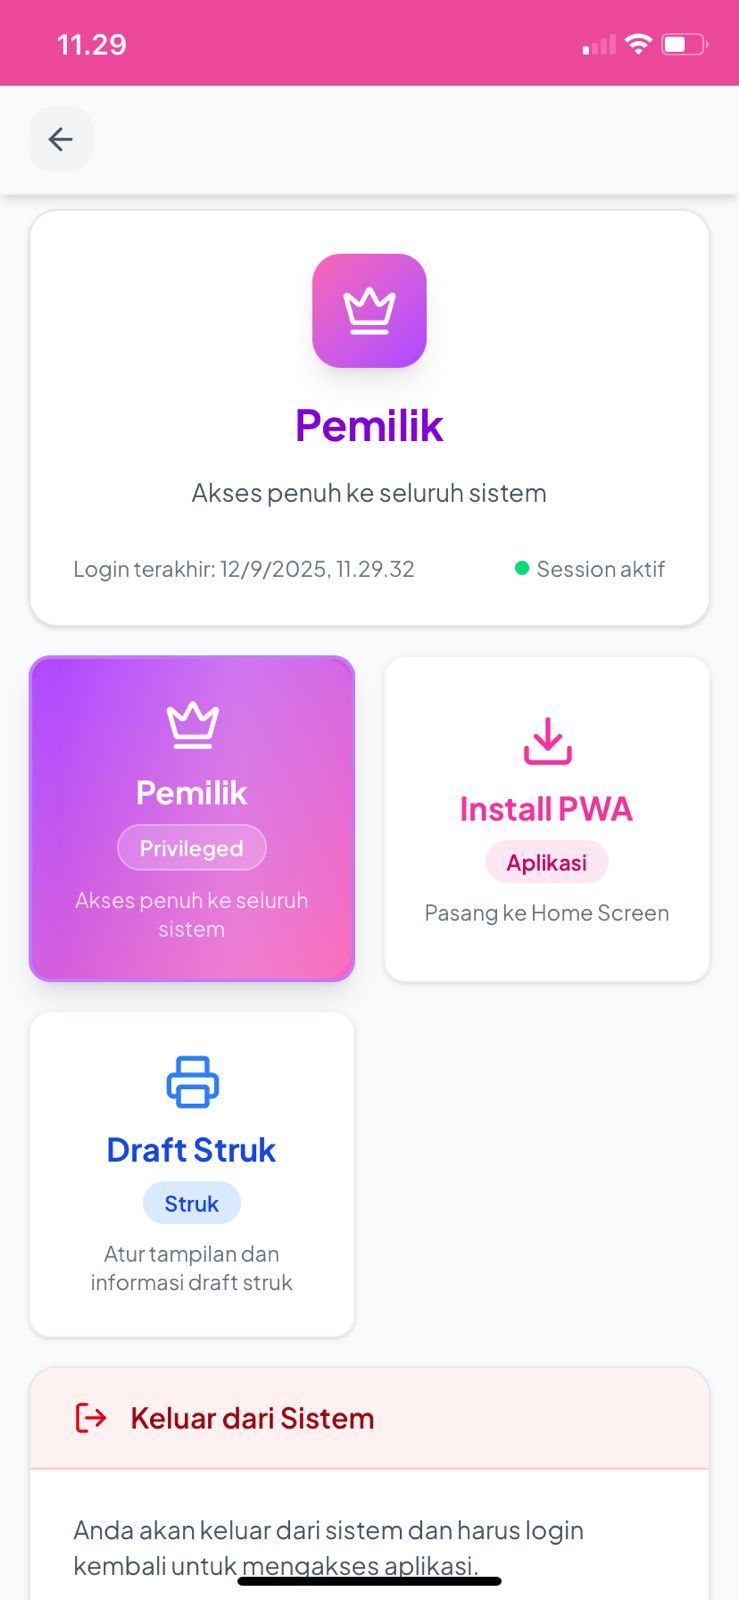 11.29
Pemilik
Akses penuh ke seluruh sistem
Login terakhir: 12/9/2025, 11.29.32
Session aktif
Pemilik
Privileged
Akses penuh ke seluruh
sistem
Install PWA
Aplikasi
Pasang ke Home Screen
Draft Struk
Struk
Atur tampilan dan
informasi draft struk
Keluar dari Sistem
Anda akan keluar dari sistem dan harus login
kembali untuk mengakses aplikasi.